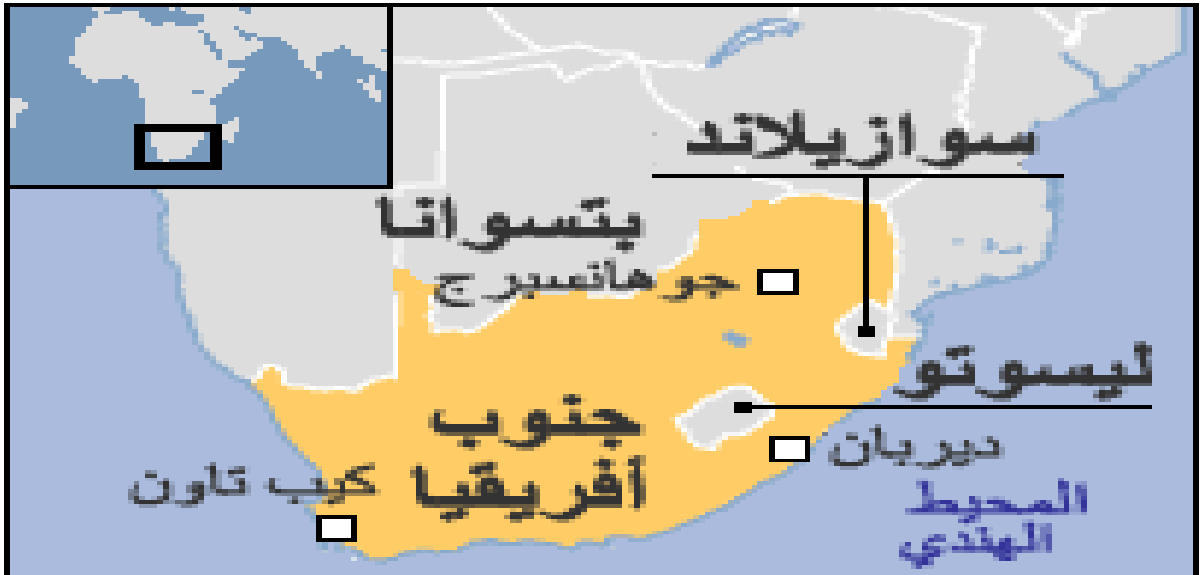 سوازيلاند
بتسوانا
جوهانسبرج
ليسوتو
جنوب
أفريقيا
ديربان
كيب تاون
المحيط
الهندي